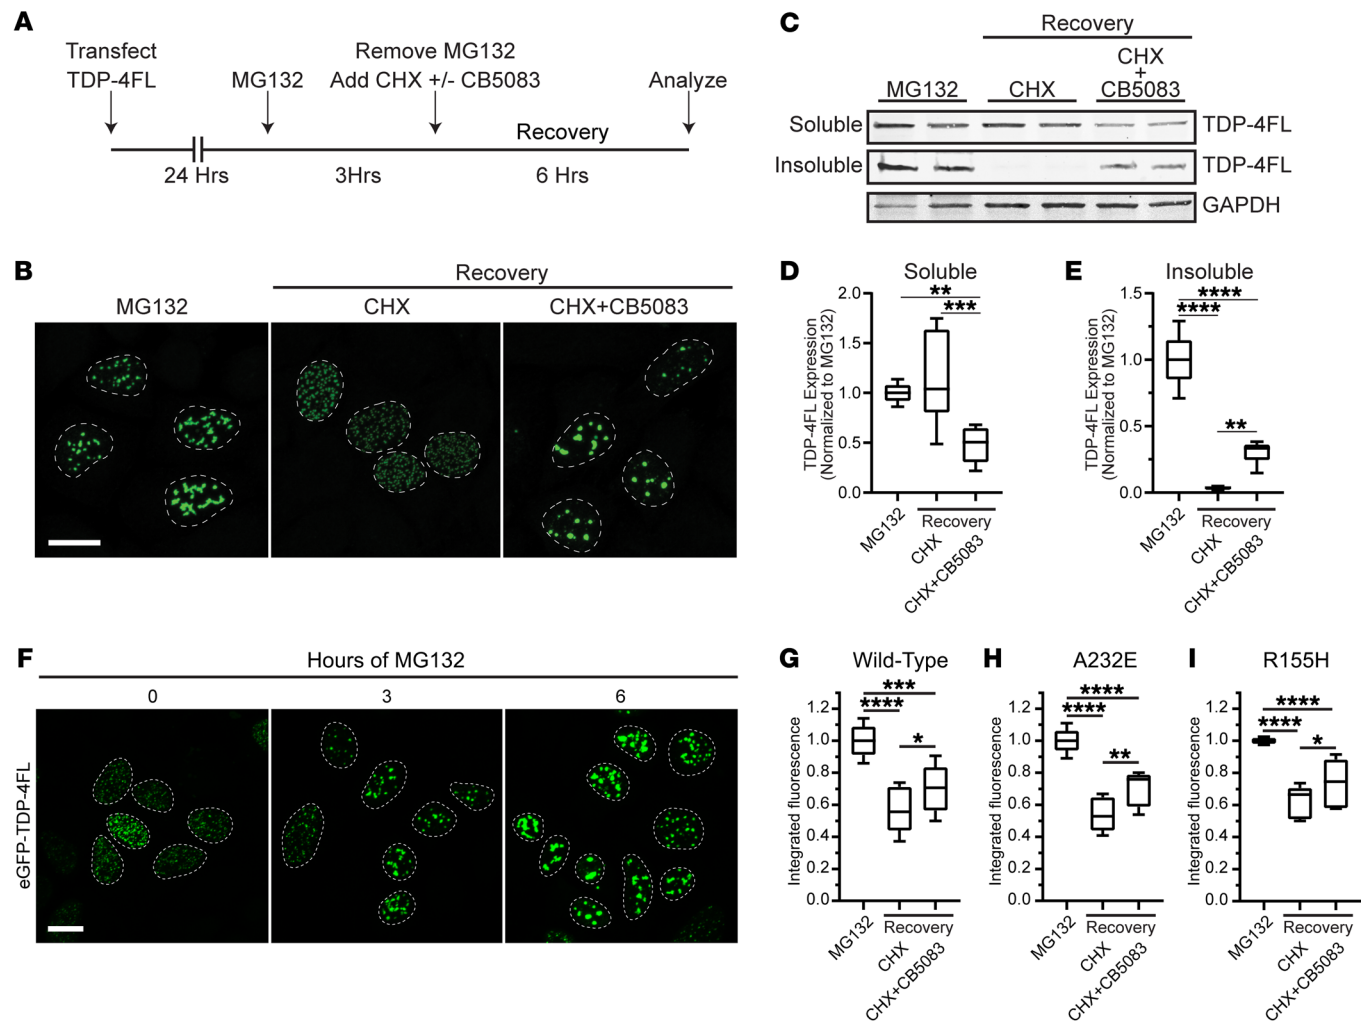 A
Transfect
TDP-4FL
MG132
Remove MG132
Add CHX +/- CB5083
Analyze
Recovery
24 Hrs
3Hrs
6 Hrs
B
Recovery
MG132
CHX
CHX+CB5083
C
Recovery
MG132
CHX
CHX
+
CB5083
Soluble
TDP-4FL
Insoluble
TDP-4FL
GAPDH
D
Soluble
TDP-4FL Expression
(Normalized to MG132)
2.0
1.5
1.0
0.5
0.0
**
***
MG132
Recovery
CHX
CHX+CB5083
E
Insoluble
TDP-4FL Expression
(Normalized to MG132)
1.5
1.0
0.5
0.0
****
****
**
MG132
Recovery
CHX
CHX+CB5083
F
Hours of MG132
0
3
6
eGFP-TDP-4FL
G
Wild-Type
Integrated fluorescence
1.2
1.0
0.8
0.6
0.4
0.2
0.0
***
****
*
MG132
Recovery
CHX
CHX+CB5083
H
A232E
Integrated fluorescence
1.2
1.0
0.8
0.6
0.4
0.2
0.0
****
****
**
MG132
Recovery
CHX
CHX+CB5083
I
R155H
Integrated fluorescence
1.2
1.0
0.8
0.6
0.4
0.2
0.0
****
****
*
MG132
Recovery
CHX
CHX+CB5083